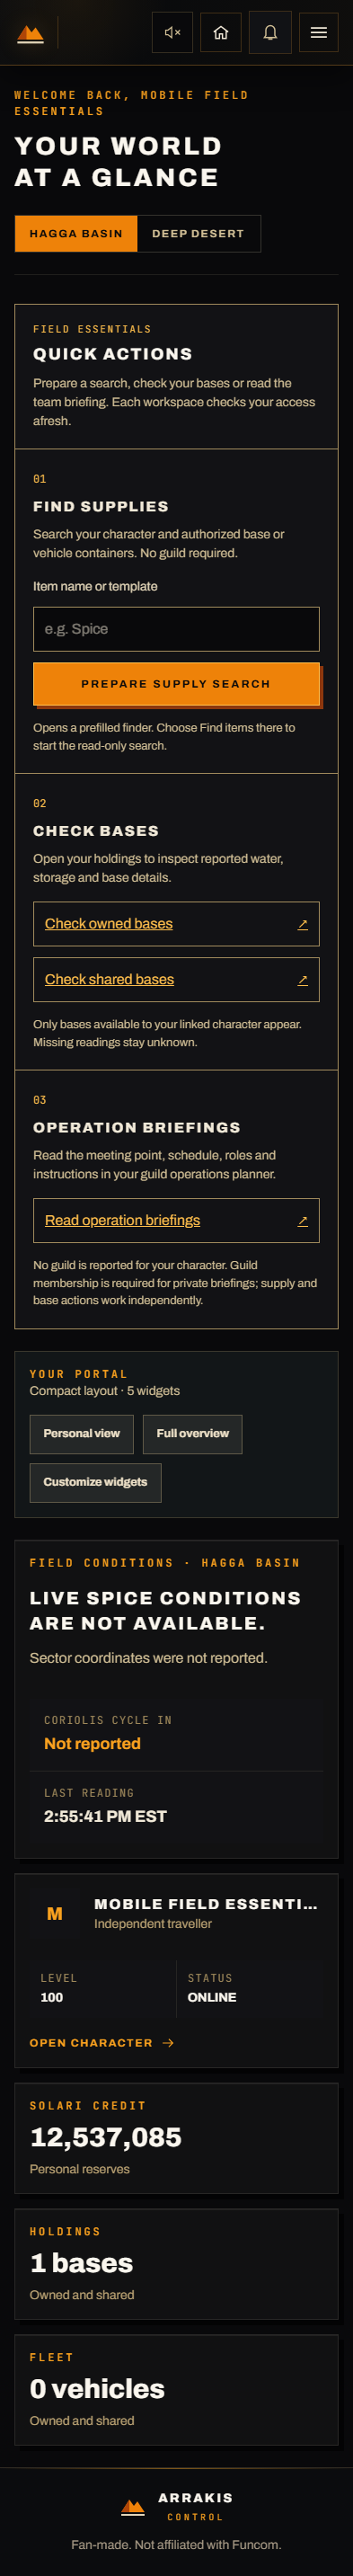 WELCOME BACK, MOBILE FIELD
ESSENTIALS
YOUR WORLD
AT A GLANCE
HAGGA BASIN
DEEP DESERT
FIELD ESSENTIALS
QUICK ACTIONS
Prepare a search, check your bases or read the
team briefing. Each workspace checks your access
afresh.
01
FIND SUPPLIES
Search your character and authorized base or
vehicle containers. No guild required.
Item name or template
e.g. Spice
PREPARE SUPPLY SEARCH
Opens a prefilled finder. Choose Find items there to
start the read-only search.
02
CHECK BASES
Open your holdings to inspect reported water,
storage and base details.
Check owned bases ↗
Check shared bases ↗
Only bases available to your linked character appear.
Missing readings stay unknown.
03
OPERATION BRIEFINGS
Read the meeting point, schedule, roles and
instructions in your guild operations planner.
Read operation briefings ↗
No guild is reported for your character. Guild
membership is required for private briefings; supply and
base actions work independently.
YOUR PORTAL
Compact layout · 5 widgets
Personal view
Full overview
Customize widgets
FIELD CONDITIONS · HAGGA BASIN
LIVE SPICE CONDITIONS
ARE NOT AVAILABLE.
Sector coordinates were not reported.
CORIOLIS CYCLE IN
Not reported
LAST READING
2:55:41 PM EST
M
MOBILE FIELD ESSENTI...
Independent traveller
LEVEL
100
STATUS
ONLINE
OPEN CHARACTER →
SOLARI CREDIT
12,537,085
Personal reserves
HOLDINGS
1 bases
Owned and shared
FLEET
0 vehicles
Owned and shared
ARRAKIS
CONTROL
Fan-made. Not affiliated with Funcom.